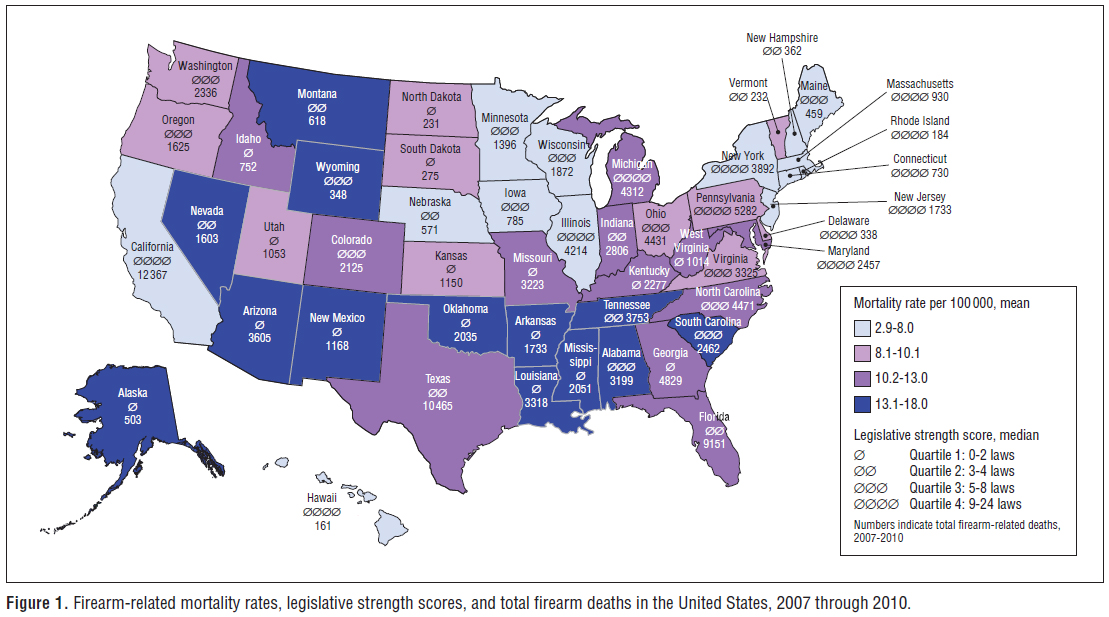 New Hampshire
ØØ 362
Washington
ØØØ
2336
Montana
ØØ
618
North Dakota
Ø
231
Minnesota
ØØØ
1396
Vermont
ØØ 232
Maine
ØØØ
459
Massachusetts
ØØØØ 930
Oregon
ØØØ
1625
Idaho
Ø
752
South Dakota
Ø
275
Wisconsin
ØØØ
1872
Michigan
ØØØØ
4312
New York
ØØØØ 3892
Rhode Island
ØØØØ 184
Connecticut
ØØØØ 730
Wyoming
ØØØ
348
Nebraska
ØØ
571
Iowa
ØØØ
785
Pennsylvania
ØØØØ 5282
New Jersey
ØØØØ 1733
Nevada
ØØ
1603
Utah
Ø
1053
Colorado
ØØØ
2125
Illinois
ØØØØ
4214
Indiana
ØØ
2806
Ohio
ØØØ
4431
West
Virginia
Ø 1014
Delaware
ØØØØ 338
Maryland
ØØØØ 2457
California
ØØØØ
12 367
Kansas
Ø
1150
Missouri
Ø
3223
Kentucky
Ø 2277
Virginia
ØØØ 3325
North Carolina
ØØØ 4471
Arizona
Ø
3605
New Mexico
Ø
1168
Oklahoma
Ø
2035
Arkansas
Ø
1733
Tennessee
ØØ 3753
South Carolina
ØØØ
2462
Missis-
sippi
Ø
2051
Alabama
ØØØ
3199
Georgia
Ø
4829
Texas
ØØ
10 465
Louisiana
Ø
3318
Florida
ØØ
9151
Alaska
Ø
503
Hawaii
ØØØØ
161
Mortality rate per 100 000, mean
2.9-8.0
8.1-10.1
10.2-13.0
13.1-18.0
Legislative strength score, median
Ø Quartile 1: 0-2 laws
ØØ Quartile 2: 3-4 laws
ØØØ Quartile 3: 5-8 laws
ØØØØ Quartile 4: 9-24 laws
Numbers indicate total firearm-related deaths,
2007-2010
Figure 1. Firearm-related mortality rates, legislative strength scores, and total firearm deaths in the United States, 2007 through 2010.